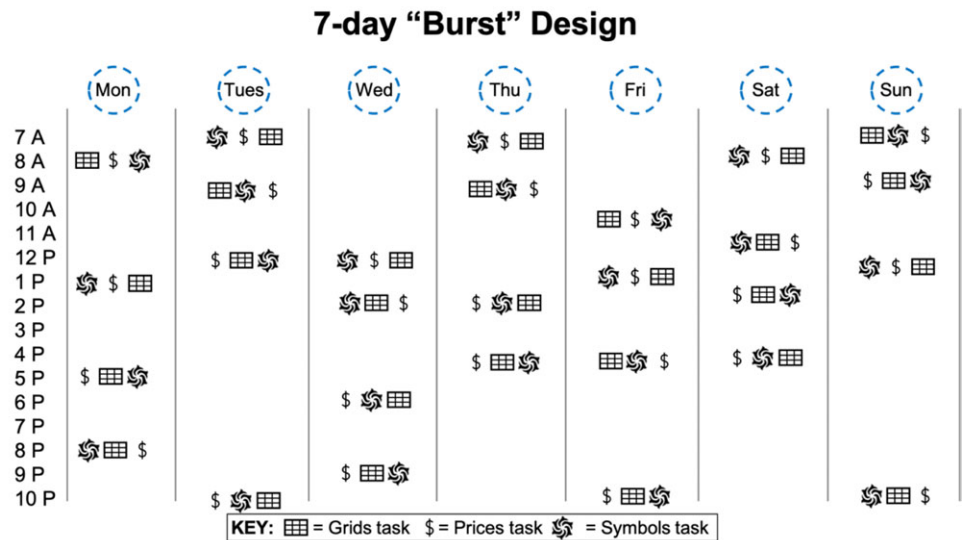 7-day “Burst” Design
Mon Tues Wed Thu Fri Sat Sun
7 A $ $ $
8 A $ $
9 A $ $ $
10 A $
11 A $
12 P $ $ $
1 P $ $
2 P $ $ $
3 P
4 P $ $ $
5 P $
6 P $
7 P
8 P $
9 P $
10 P $ $ $
KEY: = Grids task $ = Prices task = Symbols task